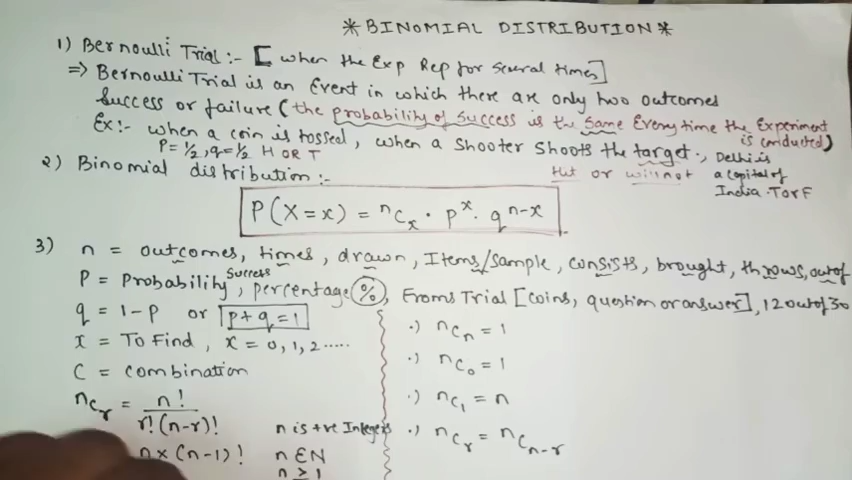 *BINOMIAL DISTRIBUTION*
1) Bernoulli Trial :- [ when the Exp Rep for Several times]
=> Bernoulli Trial is an Event in which there are only two outcomes
Success or failure ( the probability of Success is the Same Every time the Experiment
is conducted)
Ex:- when a coin is tossed, when a Shooter Shoots the target., Delhi is
P=1/2, q=1/2 H OR T
Hit or will not
a capital of
India. T or F
2) Binomial distribution :-
P(X=x) = nCx · p^x · q^n-x
3) n = outcomes, times, drawn, Items/Sample, consists, brought, throws, out of
P = Probability Success, percentage %, From Trial [coins, question or answer], 12 out of 30
q = 1-p or p+q=1
x = To Find, x = 0,1,2.....
C = combination
nCr = n! / r!(n-r)!
n is +ve Integers
n×(n-1)! n∈N
n ≥ 1
·) nCn = 1
·) nC0 = 1
·) nC1 = n
·) nCr = nCn-r